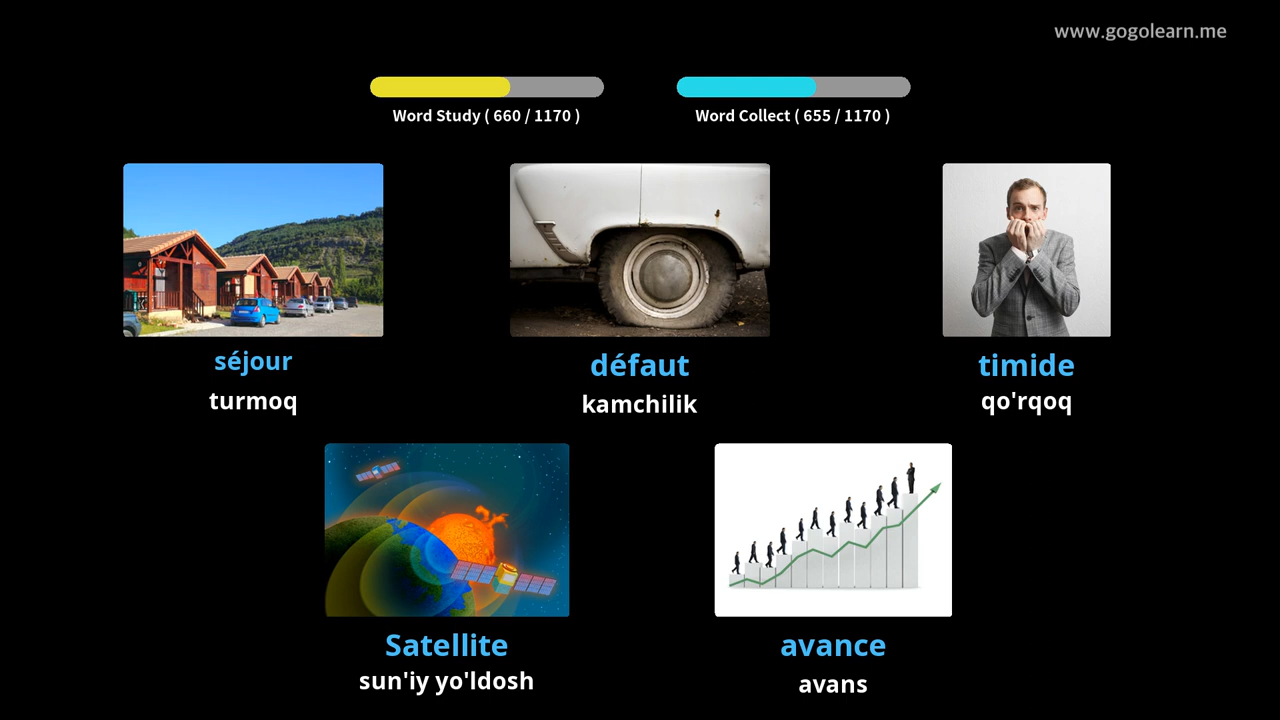 www.gogolearn.me
Word Study ( 660 / 1170 )
Word Collect ( 655 / 1170 )
séjour
défaut
timide
turmoq
kamchilik
qo'rqoq
Satellite
avance
sun'iy yo'ldosh
avans